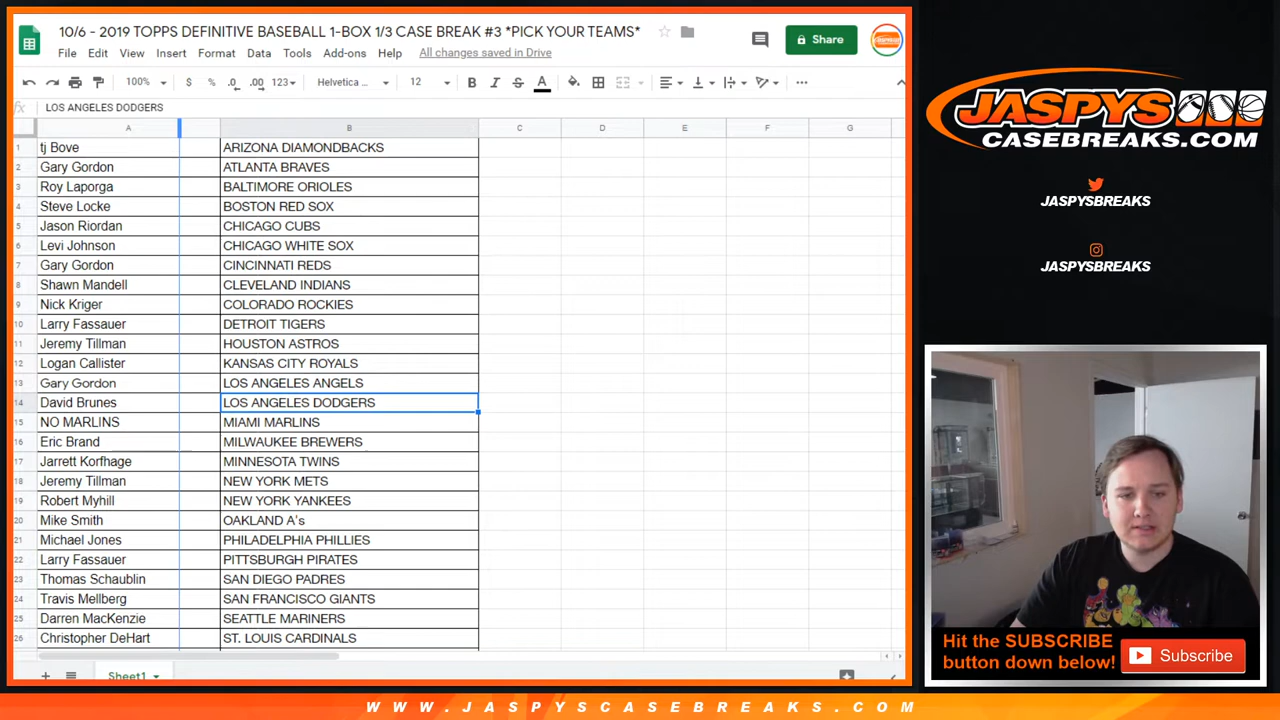 10/6 - 2019 TOPPS DEFINITIVE BASEBALL 1-BOX 1/3 CASE BREAK #3 *PICK YOUR TEAMS*
File Edit View Insert Format Data Tools Add-ons Help All changes saved in Drive
Share
100% $ % .0 .00 123 Helvetica ... 12 B I S A
fx LOS ANGELES DODGERS
A B C D E F G
1 tj Bove ARIZONA DIAMONDBACKS
2 Gary Gordon ATLANTA BRAVES
3 Roy Laporga BALTIMORE ORIOLES
4 Steve Locke BOSTON RED SOX
5 Jason Riordan CHICAGO CUBS
6 Levi Johnson CHICAGO WHITE SOX
7 Gary Gordon CINCINNATI REDS
8 Shawn Mandell CLEVELAND INDIANS
9 Nick Kriger COLORADO ROCKIES
10 Larry Fassauer DETROIT TIGERS
11 Jeremy Tillman HOUSTON ASTROS
12 Logan Callister KANSAS CITY ROYALS
13 Gary Gordon LOS ANGELES ANGELS
14 David Brunes LOS ANGELES DODGERS
15 NO MARLINS MIAMI MARLINS
16 Eric Brand MILWAUKEE BREWERS
17 Jarrett Korfhage MINNESOTA TWINS
18 Jeremy Tillman NEW YORK METS
19 Robert Myhill NEW YORK YANKEES
20 Mike Smith OAKLAND A's
21 Michael Jones PHILADELPHIA PHILLIES
22 Larry Fassauer PITTSBURGH PIRATES
23 Thomas Schaublin SAN DIEGO PADRES
24 Travis Mellberg SAN FRANCISCO GIANTS
25 Darren MacKenzie SEATTLE MARINERS
26 Christopher DeHart ST. LOUIS CARDINALS
Sheet1
JASPYS
CASEBREAKS.COM
JASPYSBREAKS
JASPYSBREAKS
Hit the SUBSCRIBE
button down below!
Subscribe
WWW.JASPYSCASEBREAKS.COM